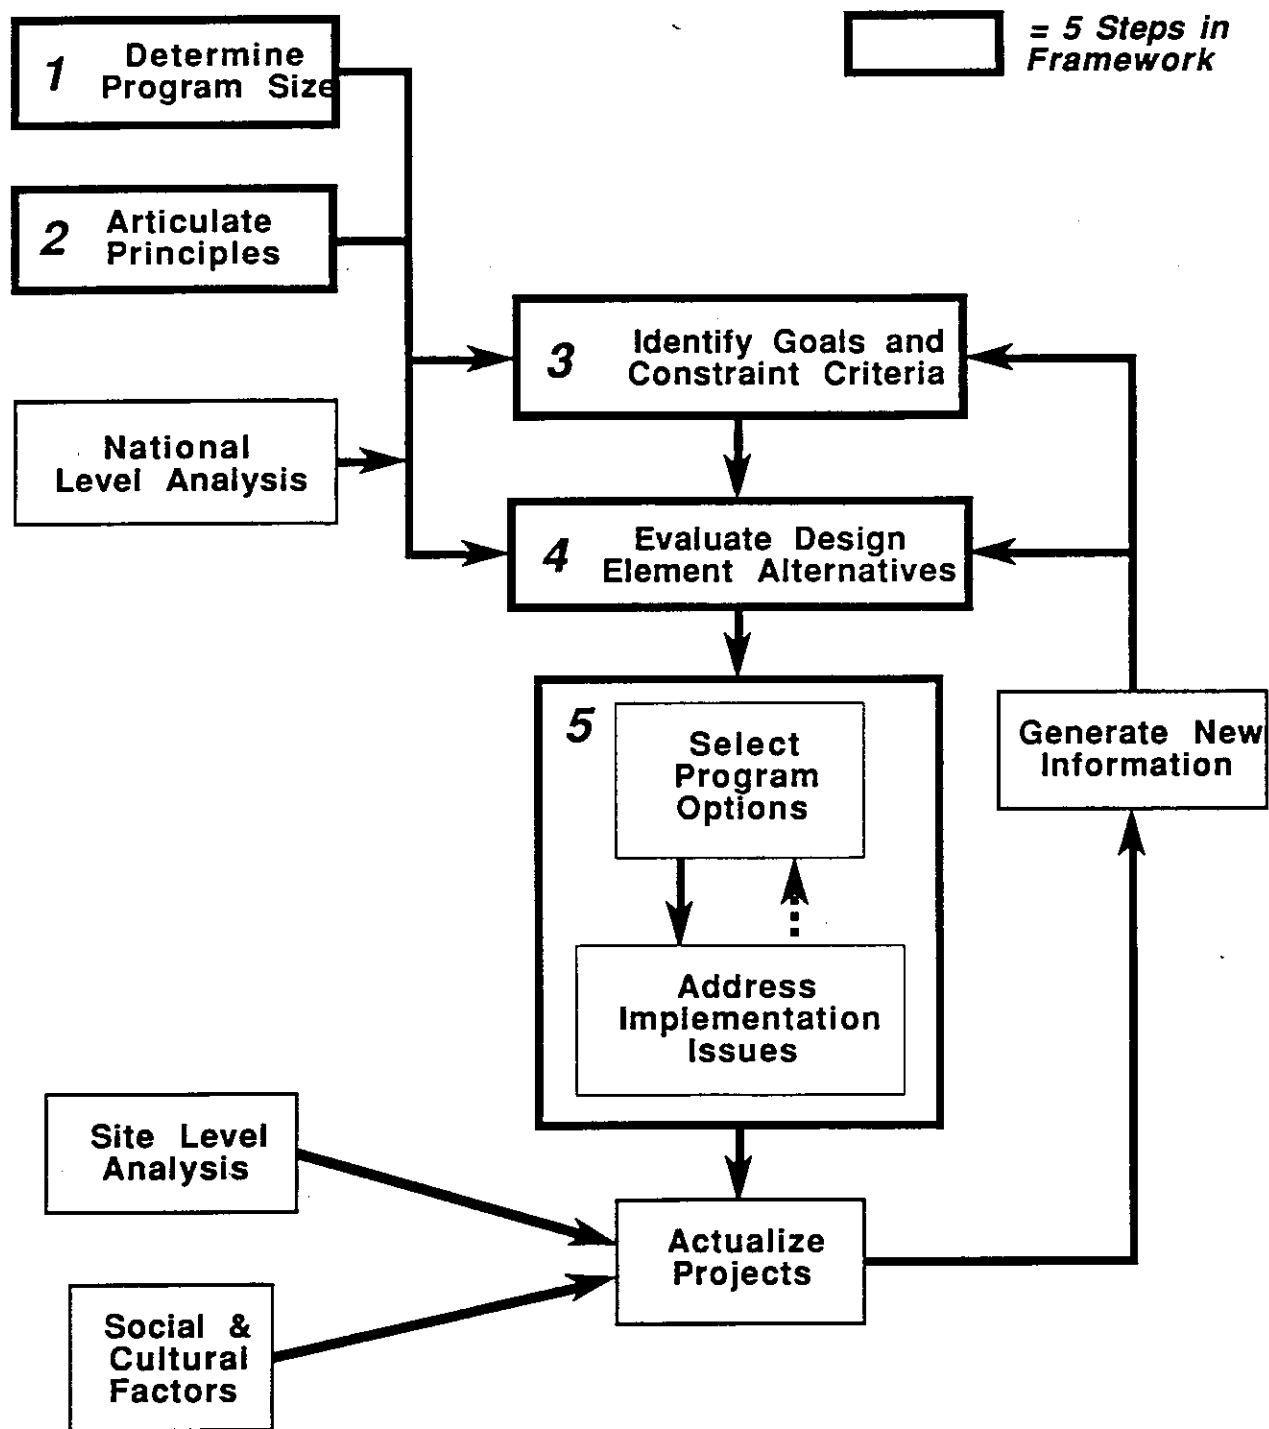 1 Determine
Program Size
= 5 Steps in
Framework
2 Articulate
Principles
3 Identify Goals and
Constraint Criteria
National
Level Analysis
4 Evaluate Design
Element Alternatives
5 Select
Program
Options
Generate New
Information
Address
Implementation
Issues
Site Level
Analysis
Actualize
Projects
Social &
Cultural
Factors